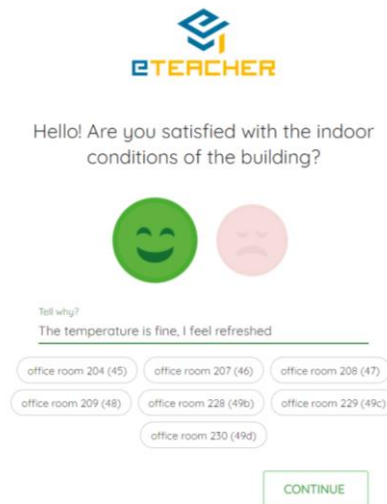 eTEACHER
Hello! Are you satisfied with the indoor
conditions of the building?
Tell why?
The temperature is fine, I feel refreshed
office room 204 (45)
office room 207 (46)
office room 208 (47)
office room 209 (48)
office room 228 (49b)
office room 229 (49c)
office room 230 (49d)
CONTINUE